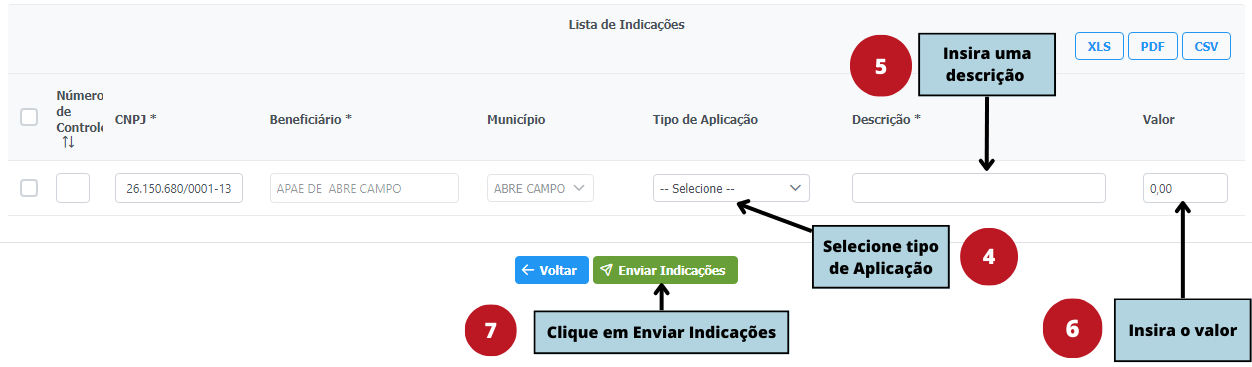 Lista de Indicações
5
Insira uma
descrição
XLS
PDF
CSV
Número
de
Controle
CNPJ *
Beneficiário *
Município
Tipo de Aplicação
Descrição *
Valor
26.150.680/0001-13
APAE DE ABRE CAMPO
ABRE CAMPO
-- Selecione --
0,00
Selecione tipo
de Aplicação
4
Voltar
Enviar Indicações
7
Clique em Enviar Indicações
6
Insira o valor